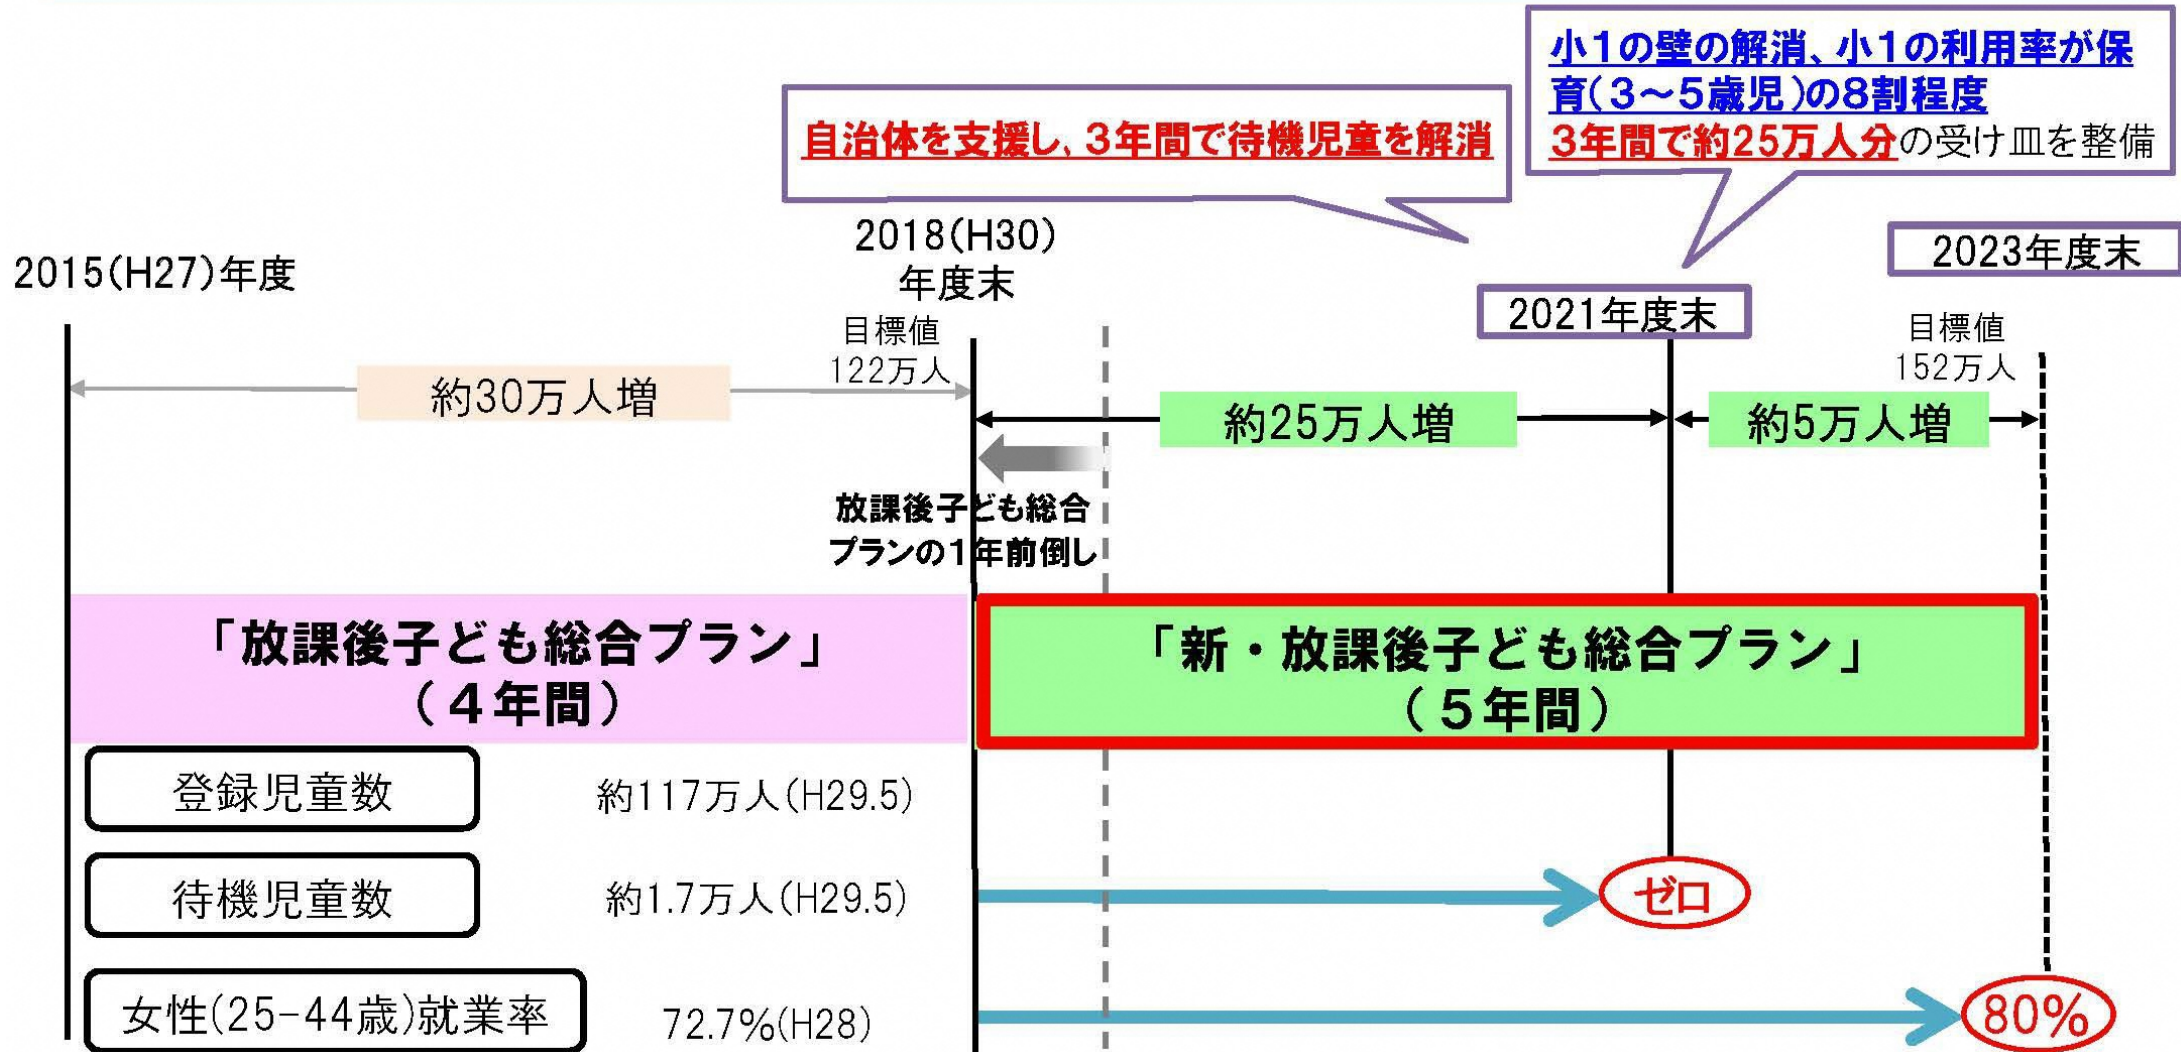 小1の壁の解消、小1の利用率が保
育(3～5歳児)の8割程度
3年間で約25万人分の受け皿を整備
自治体を支援し、3年間で待機児童を解消
2015(H27)年度
2018(H30)
年度末
2021年度末
2023年度末
目標値
122万人
目標値
152万人
約30万人増
約25万人増
約5万人増
放課後子ども総合
プランの1年前倒し
「放課後子ども総合プラン」
(4年間)
「新・放課後子ども総合プラン」
(5年間)
登録児童数
約117万人(H29.5)
待機児童数
約1.7万人(H29.5)
ゼロ
女性(25-44歳)就業率
72.7%(H28)
80%